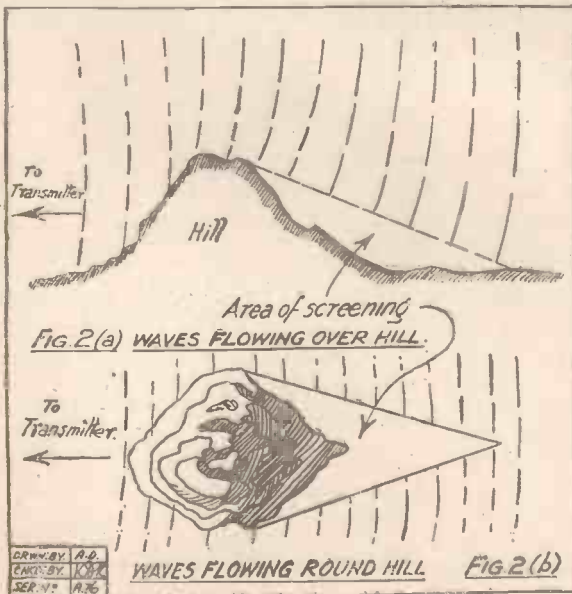 To
Transmitter
Hill
Area of screening
FIG. 2(a) WAVES FLOWING OVER HILL.
To
Transmitter.
DRWN. BY. A.D.
CHKD. BY.
SER. Nº A.76
WAVES FLOWING ROUND HILL FIG. 2(b)